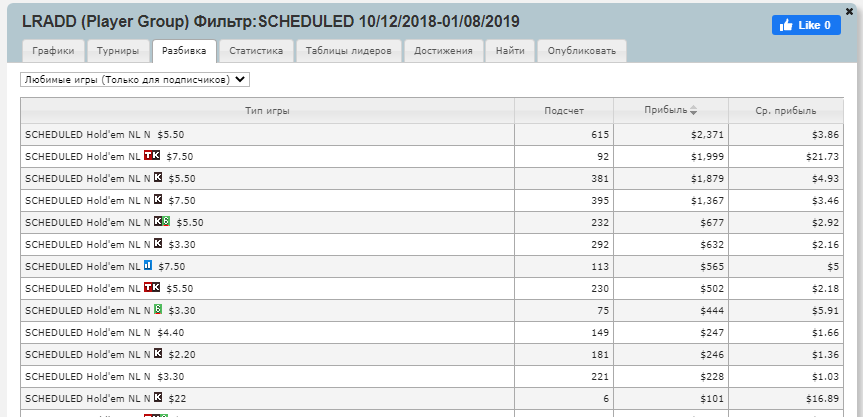 LRADD (Player Group) Фильтр:SCHEDULED 10/12/2018-01/08/2019
Like 0
Графики Турниры Разбивка Статистика Таблицы лидеров Достижения Найти Опубликовать
Любимые игры (Только для подписчиков)
Тип игры Подсчет Прибыль Ср. прибыль
SCHEDULED Hold'em NL N $5.50 615 $2,371 $3.86
SCHEDULED Hold'em NL TK $7.50 92 $1,999 $21.73
SCHEDULED Hold'em NL N K $5.50 381 $1,879 $4.93
SCHEDULED Hold'em NL N K $7.50 395 $1,367 $3.46
SCHEDULED Hold'em NL N K6 $5.50 232 $677 $2.92
SCHEDULED Hold'em NL N K $3.30 292 $632 $2.16
SCHEDULED Hold'em NL $7.50 113 $565 $5
SCHEDULED Hold'em NL TK $5.50 230 $502 $2.18
SCHEDULED Hold'em NL N 6 $3.30 75 $444 $5.91
SCHEDULED Hold'em NL N $4.40 149 $247 $1.66
SCHEDULED Hold'em NL N K $2.20 181 $246 $1.36
SCHEDULED Hold'em NL N $3.30 221 $228 $1.03
SCHEDULED Hold'em NL N K $22 6 $101 $16.89